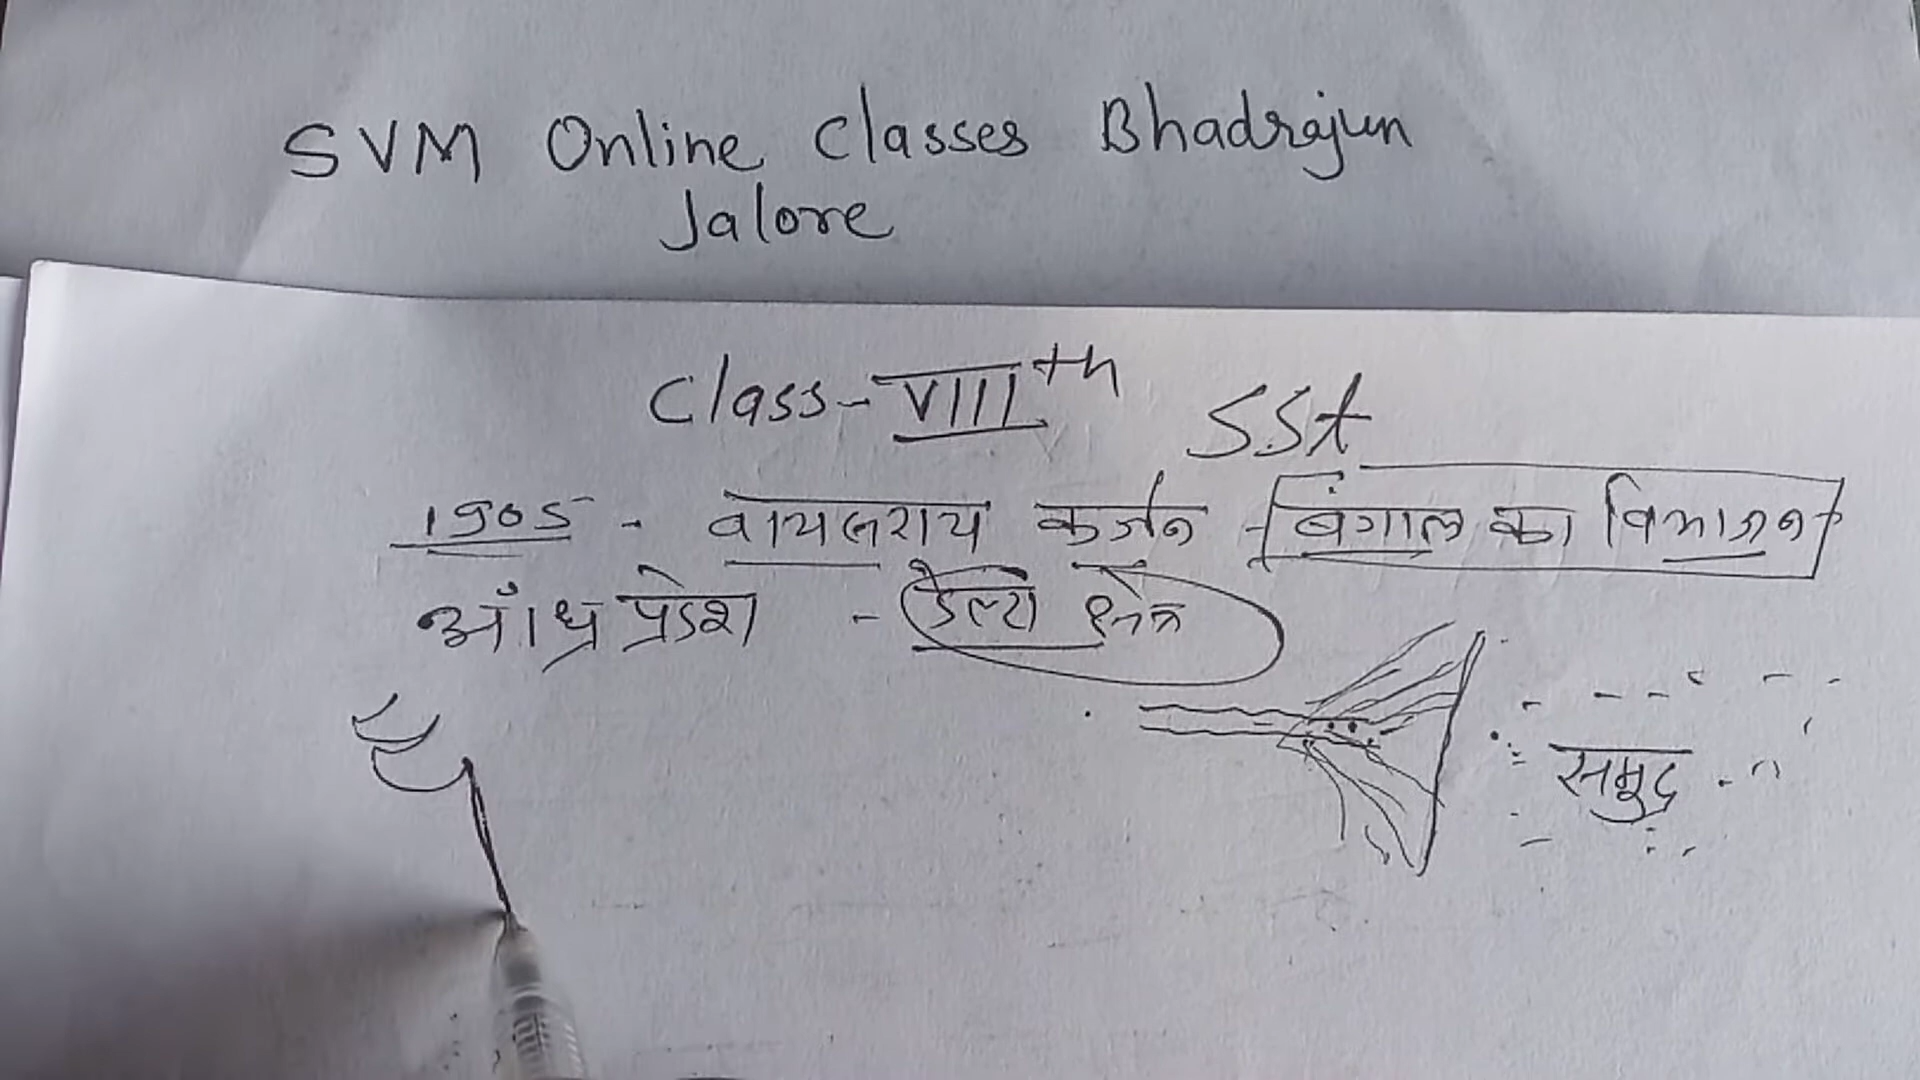 SVM Online Classes Bhadrajun
Jalore
Class-VIIIth SSt
1905 - वायसराय कर्जन - बंगाल का विभाजन
आँध्र प्रदेश - डेल्टा क्षेत्र
समुद्र